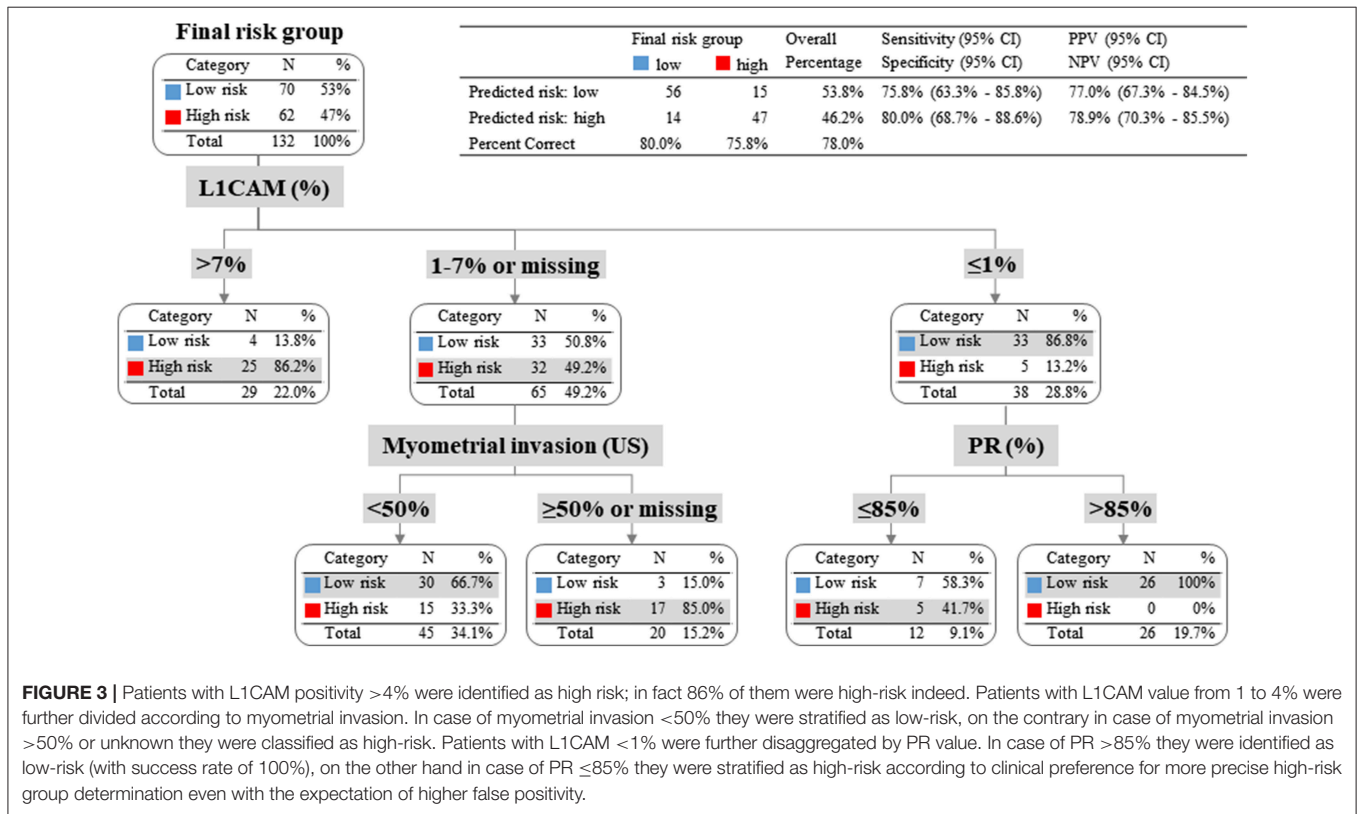 Final risk group
Category N %
Low risk 70 53%
High risk 62 47%
Total 132 100%
Final risk group Overall Sensitivity (95% CI) PPV (95% CI)
low high Percentage Specificity (95% CI) NPV (95% CI)
Predicted risk: low 56 15 53.8% 75.8% (63.3% - 85.8%) 77.0% (67.3% - 84.5%)
Predicted risk: high 14 47 46.2% 80.0% (68.7% - 88.6%) 78.9% (70.3% - 85.5%)
Percent Correct 80.0% 75.8% 78.0%
L1CAM (%)
>7%
Category N %
Low risk 4 13.8%
High risk 25 86.2%
Total 29 22.0%
1-7% or missing
Category N %
Low risk 33 50.8%
High risk 32 49.2%
Total 65 49.2%
≤1%
Category N %
Low risk 33 86.8%
High risk 5 13.2%
Total 38 28.8%
Myometrial invasion (US)
<50%
Category N %
Low risk 30 66.7%
High risk 15 33.3%
Total 45 34.1%
≥50% or missing
Category N %
Low risk 3 15.0%
High risk 17 85.0%
Total 20 15.2%
PR (%)
≤85%
Category N %
Low risk 7 58.3%
High risk 5 41.7%
Total 12 9.1%
>85%
Category N %
Low risk 26 100%
High risk 0 0%
Total 26 19.7%
FIGURE 3 | Patients with L1CAM positivity >4% were identified as high risk; in fact 86% of them were high-risk indeed. Patients with L1CAM value from 1 to 4% were
further divided according to myometrial invasion. In case of myometrial invasion <50% they were stratified as low-risk, on the contrary in case of myometrial invasion
>50% or unknown they were classified as high-risk. Patients with L1CAM <1% were further disaggregated by PR value. In case of PR >85% they were identified as
low-risk (with success rate of 100%), on the other hand in case of PR ≤85% they were stratified as high-risk according to clinical preference for more precise high-risk
group determination even with the expectation of higher false positivity.